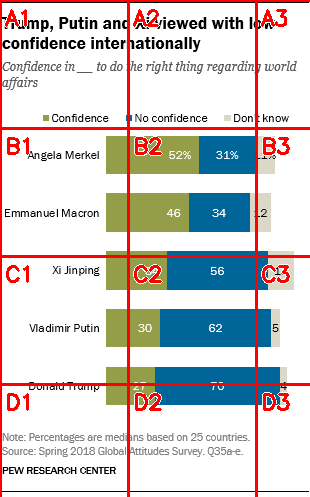 Trump, Putin and Xi viewed with low
confidence internationally
Confidence in __ to do the right thing regarding world
affairs
Confidence No confidence Don't know
Angela Merkel 52% 31% 11%
Emmanuel Macron 46 34 12
Xi Jinping 56
Vladimir Putin 30 62 5
Donald Trump 27 70 4
Note: Percentages are medians based on 25 countries.
Source: Spring 2018 Global Attitudes Survey. Q35a-e.
PEW RESEARCH CENTER
A1 A2 A3
B1 B2 B3
C1 C2 C3
D1 D2 D3